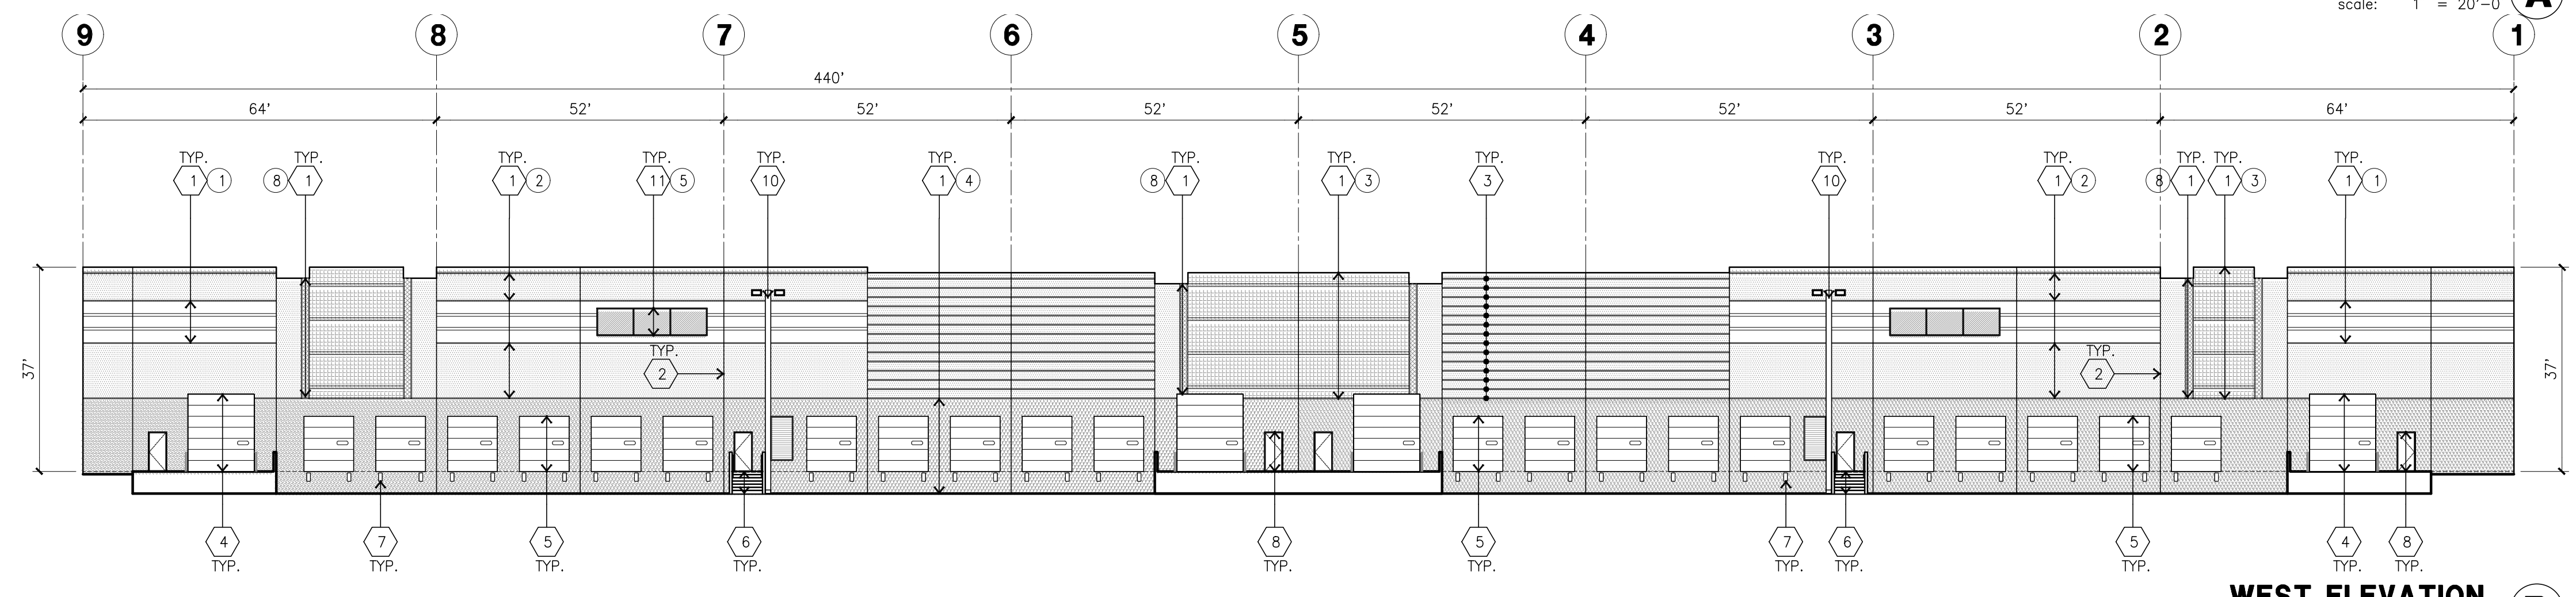 scale: 1 = 20'-0 A
9 8 7 6 5 4 3 2 1
440'
64' 52' 52' 52' 52' 52' 52' 64'
TYP. TYP. TYP. TYP. TYP. TYP. TYP. TYP. TYP. TYP. TYP. TYP. TYP. TYP.
1 1 8 1 1 2 11 5 10 1 4 8 1 1 3 3 10 1 2 8 1 1 3 1 1
TYP. TYP.
37' 2 2 37'
4 7 5 6 8 5 7 6 5 4 8
TYP. TYP. TYP. TYP. TYP. TYP. TYP. TYP. TYP. TYP. TYP.
WEST ELEVATION